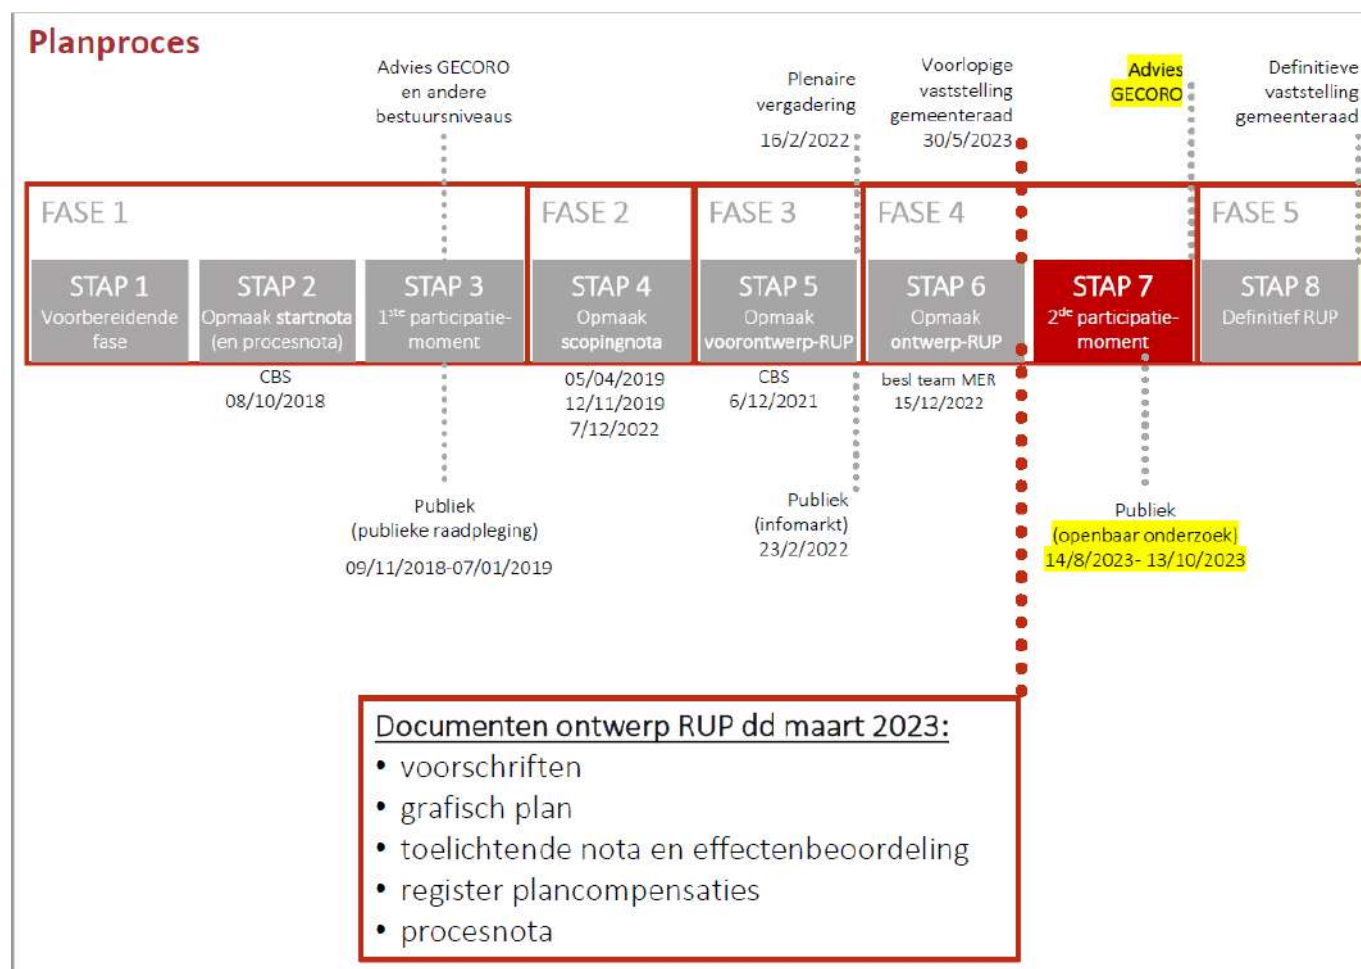 Planproces
Advies GECORO
en andere
bestuursniveaus
Plenaire
vergadering
16/2/2022
Voorlopige
vaststelling
gemeenteraad
30/5/2023
Advies
GECORO
Definitieve
vaststelling
gemeenteraad
FASE 1
FASE 2
FASE 3
FASE 4
FASE 5
STAP 1
Voorbereidende
fase
STAP 2
Opmaak startnota
(en procesnota)
STAP 3
1ste participatie-
moment
STAP 4
Opmaak
scopingnota
STAP 5
Opmaak
voorontwerp-RUP
STAP 6
Opmaak
ontwerp-RUP
STAP 7
2de participatie-
moment
STAP 8
Definitief RUP
CBS
08/10/2018
05/04/2019
12/11/2019
7/12/2022
CBS
6/12/2021
besl team MER
15/12/2022
Publiek
(publieke raadpleging)
09/11/2018-07/01/2019
Publiek
(infomarkt)
23/2/2022
Publiek
(openbaar onderzoek)
14/8/2023- 13/10/2023
Documenten ontwerp RUP dd maart 2023:
• voorschriften
• grafisch plan
• toelichtende nota en effectenbeoordeling
• register plancompensaties
• procesnota